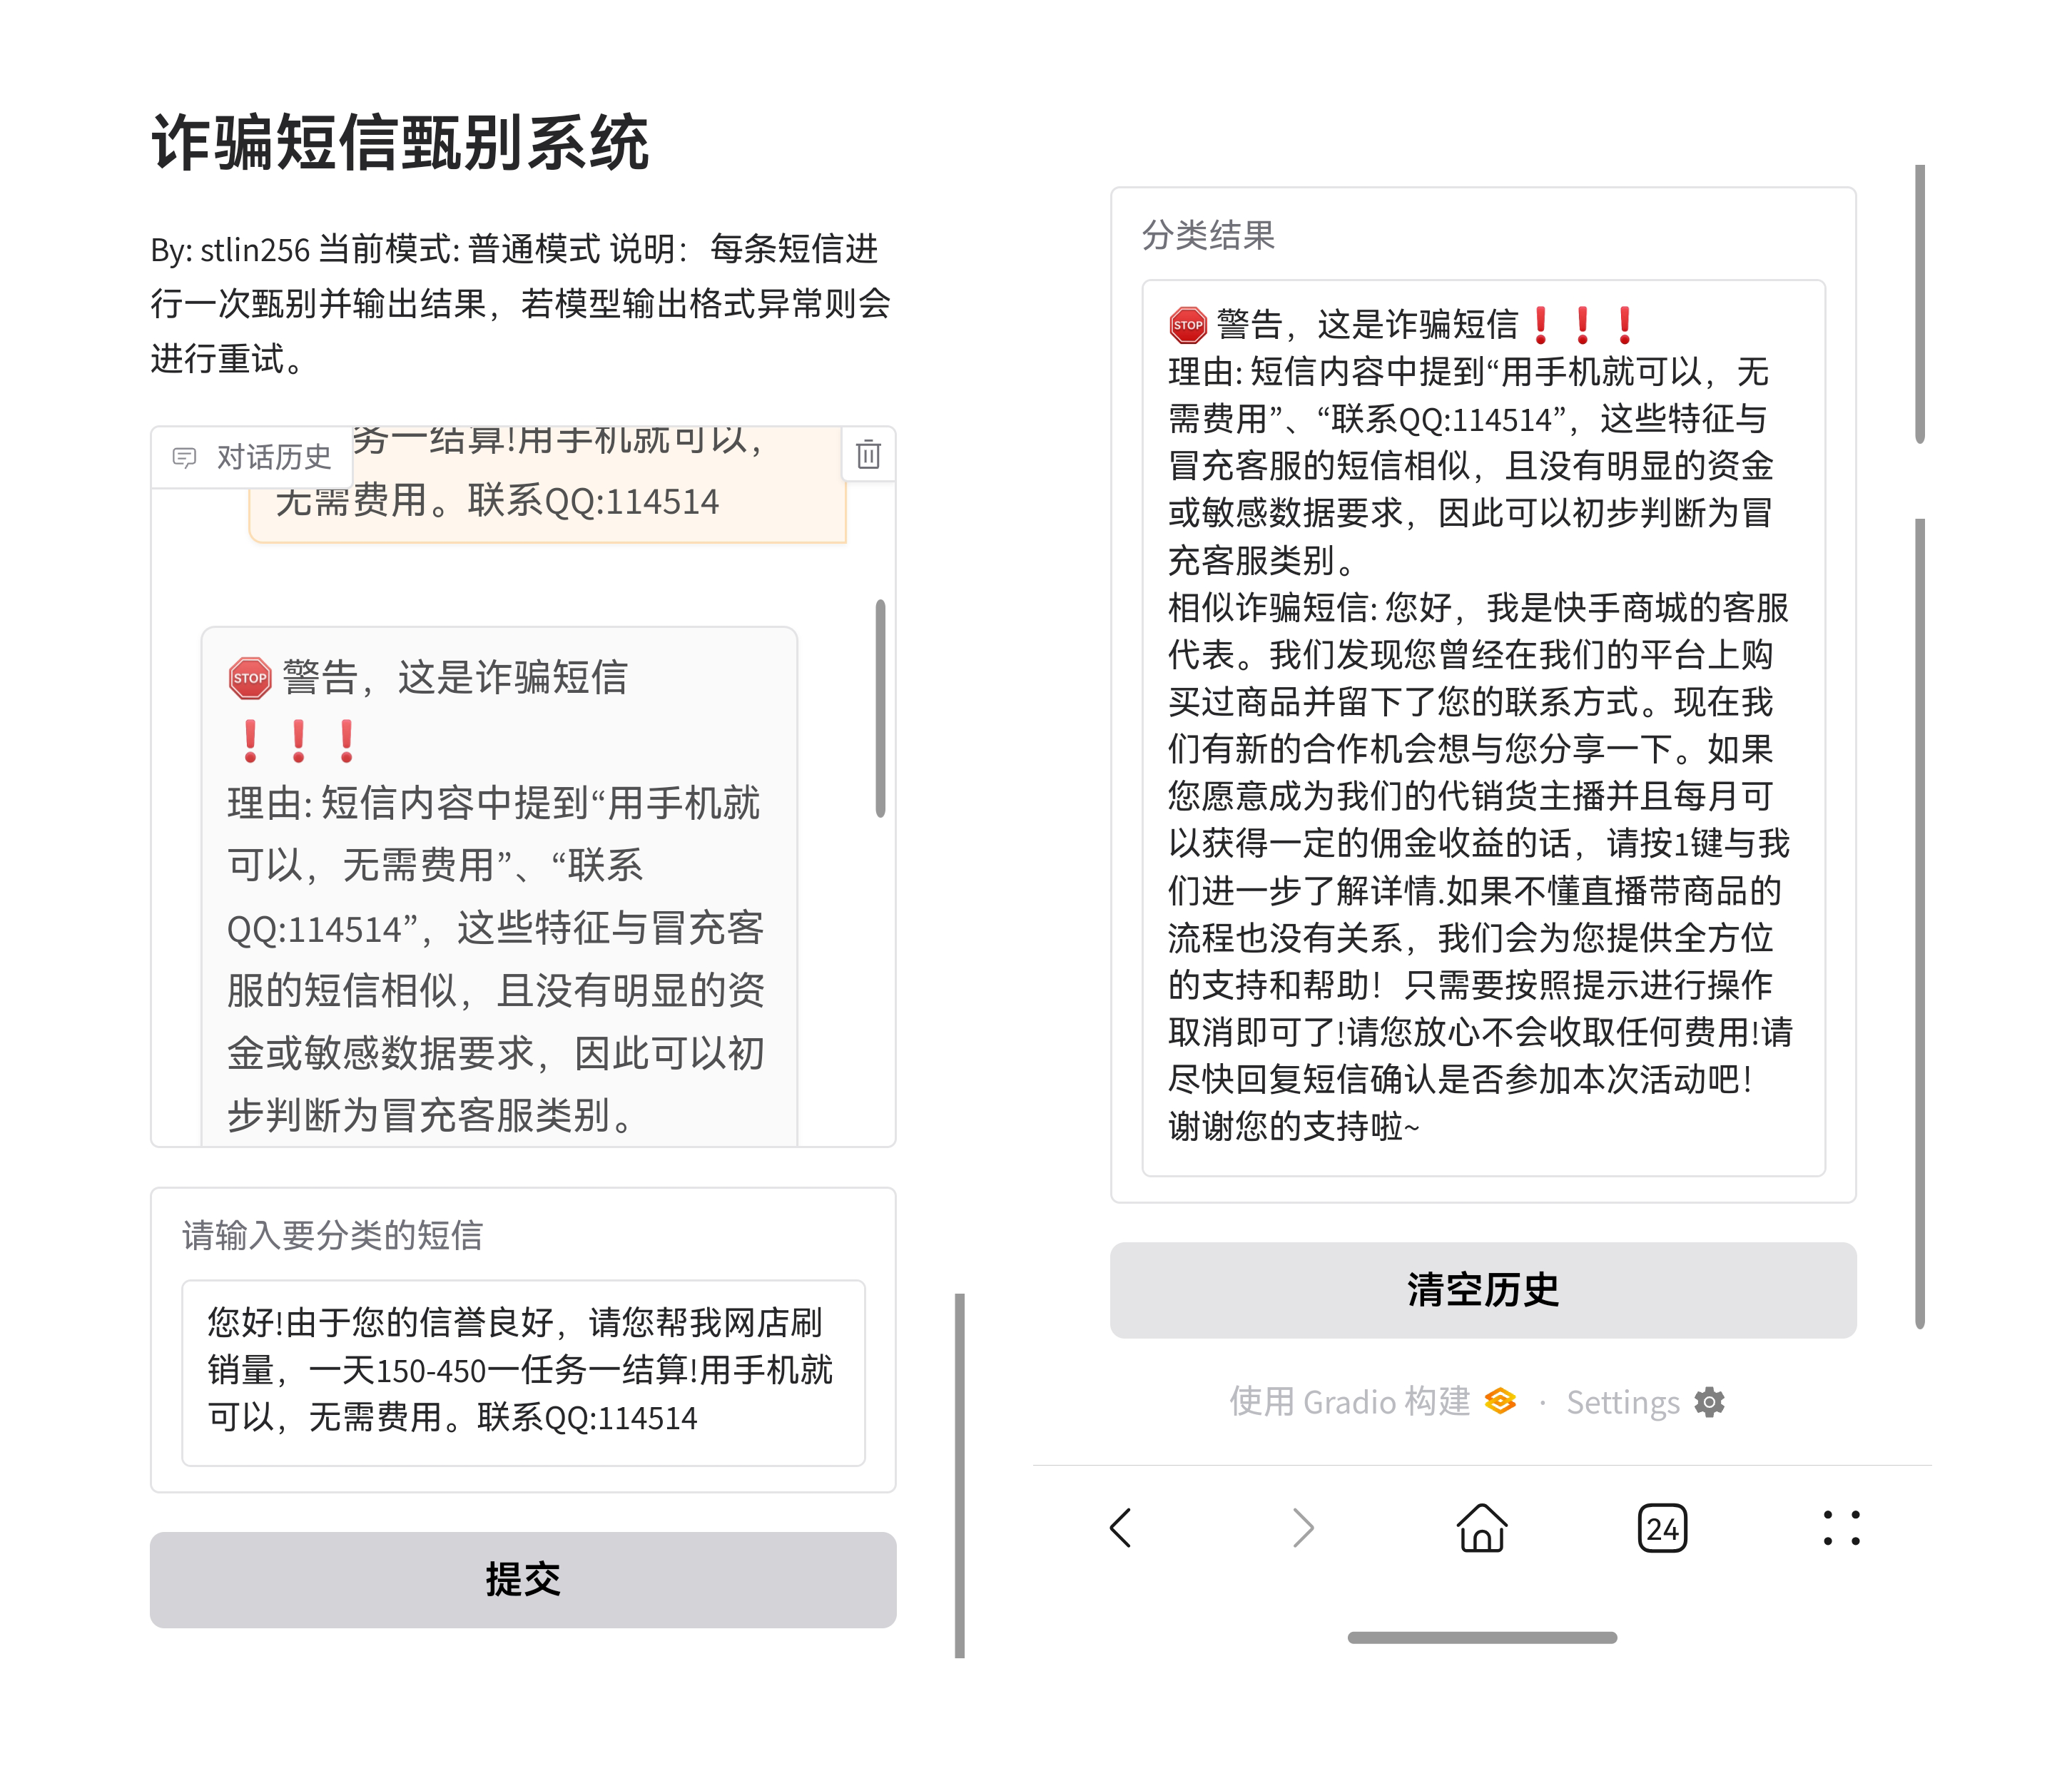 诈骗短信甄别系统
By: stlin256 当前模式: 普通模式 说明： 每条短信进
行一次甄别并输出结果，若模型输出格式异常则会
进行重试。
对话历史
务一结算!用手机就可以，
无需费用。联系QQ:114514
STOP 警告，这是诈骗短信
❗❗❗
理由: 短信内容中提到“用手机就
可以，无需费用”、“联系
QQ:114514”，这些特征与冒充客
服的短信相似，且没有明显的资
金或敏感数据要求，因此可以初
步判断为冒充客服类别。
请输入要分类的短信
您好!由于您的信誉良好，请您帮我网店刷
销量，一天150-450一任务一结算!用手机就
可以，无需费用。联系QQ:114514
提交
分类结果
STOP 警告，这是诈骗短信❗❗❗
理由: 短信内容中提到“用手机就可以，无
需费用”、“联系QQ:114514”，这些特征与
冒充客服的短信相似，且没有明显的资金
或敏感数据要求，因此可以初步判断为冒
充客服类别。
相似诈骗短信: 您好，我是快手商城的客服
代表。我们发现您曾经在我们的平台上购
买过商品并留下了您的联系方式。现在我
们有新的合作机会想与您分享一下。如果
您愿意成为我们的代销货主播并且每月可
以获得一定的佣金收益的话，请按1键与我
们进一步了解详情.如果不懂直播带商品的
流程也没有关系，我们会为您提供全方位
的支持和帮助！只需要按照提示进行操作
取消即可了!请您放心不会收取任何费用!请
尽快回复短信确认是否参加本次活动吧！
谢谢您的支持啦~
清空历史
使用 Gradio 构建 · Settings
24